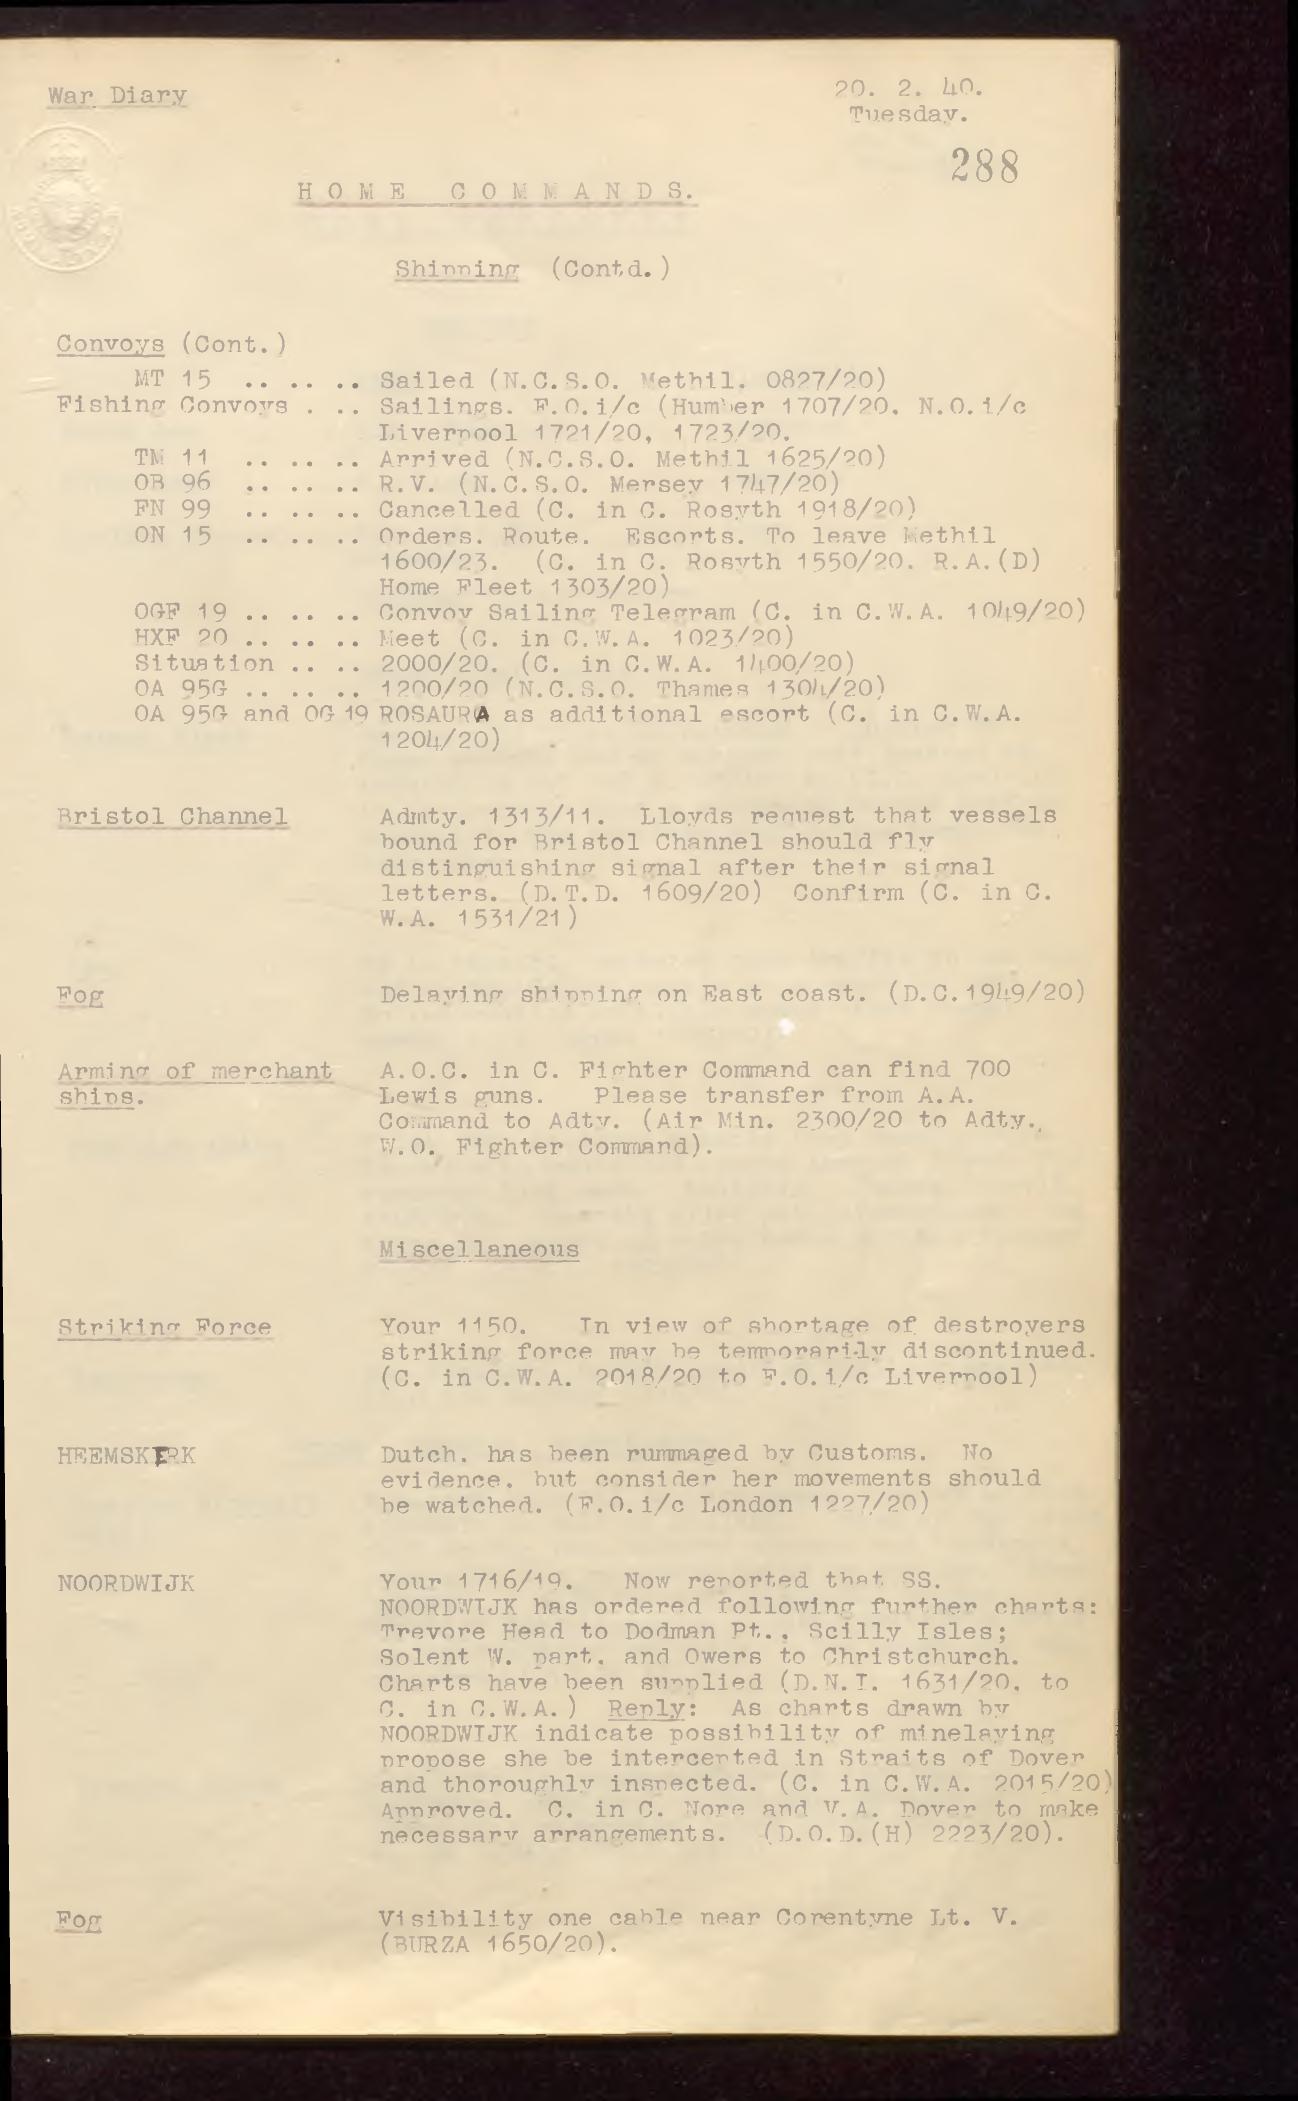 War Diary
20. 2. 40.
Tuesday.
288
HOME COMMANDS.
Shipping (Contd.)
Convoys (Cont.)
MT 15 .. .. .. Sailed (N.C.S.O. Methil. 0827/20)
Fishing Convoys . .. Sailings. F.O.i/c (Humber 1707/20. N.O.i/c
Liverpool 1721/20, 1723/20.
TM 11 .. .. .. Arrived (N.C.S.O. Methil 1625/20)
OB 96 .. .. .. R.V. (N.C.S.O. Mersey 1747/20)
FN 99 .. .. .. Cancelled (C. in C. Rosyth 1918/20)
ON 15 .. .. .. Orders. Route. Escorts. To leave Methil
1600/23. (C. in C. Rosyth 1550/20. R.A.(D)
Home Fleet 1303/20)
OGF 19 .. .. .. Convoy Sailing Telegram (C. in C.W.A. 1049/20)
HXF 20 .. .. .. Meet (C. in C.W.A. 1023/20)
Situation .. .. 2000/20. (C. in C.W.A. 1400/20)
OA 95G .. .. .. 1200/20 (N.C.S.O. Thames 1304/20)
OA 95G and OG 19 ROSAURA as additional escort (C. in C.W.A.
1204/20)
Bristol Channel Admty. 1313/11. Lloyds request that vessels
bound for Bristol Channel should fly
distinguishing signal after their signal
letters. (D.T.D. 1609/20) Confirm (C. in C.
W.A. 1531/21)
Fog Delaying shipping on East coast. (D.C.1949/20)
Arming of merchant A.O.C. in C. Fighter Command can find 700
ships. Lewis guns. Please transfer from A.A.
Command to Adty. (Air Min. 2300/20 to Adty.,
W.O. Fighter Command).
Miscellaneous
Striking Force Your 1150. In view of shortage of destroyers
striking force may be temporarily discontinued.
(C. in C.W.A. 2018/20 to F.O.i/c Liverpool)
HEEMSKERK Dutch. has been rummaged by Customs. No
evidence. but consider her movements should
be watched. (F.O.i/c London 1227/20)
NOORDWIJK Your 1716/19. Now reported that SS.
NOORDWIJK has ordered following further charts:
Trevore Head to Dodman Pt., Scilly Isles;
Solent W. part. and Owers to Christchurch.
Charts have been supplied (D.N.I. 1631/20. to
C. in C.W.A.) Reply: As charts drawn by
NOORDWIJK indicate possibility of minelaying
propose she be intercepted in Straits of Dover
and thoroughly inspected. (C. in C.W.A. 2015/20)
Approved. C. in C. Nore and V.A. Dover to make
necessary arrangements. (D.O.D.(H) 2223/20).
Fog Visibility one cable near Corentyne Lt. V.
(BURZA 1650/20).